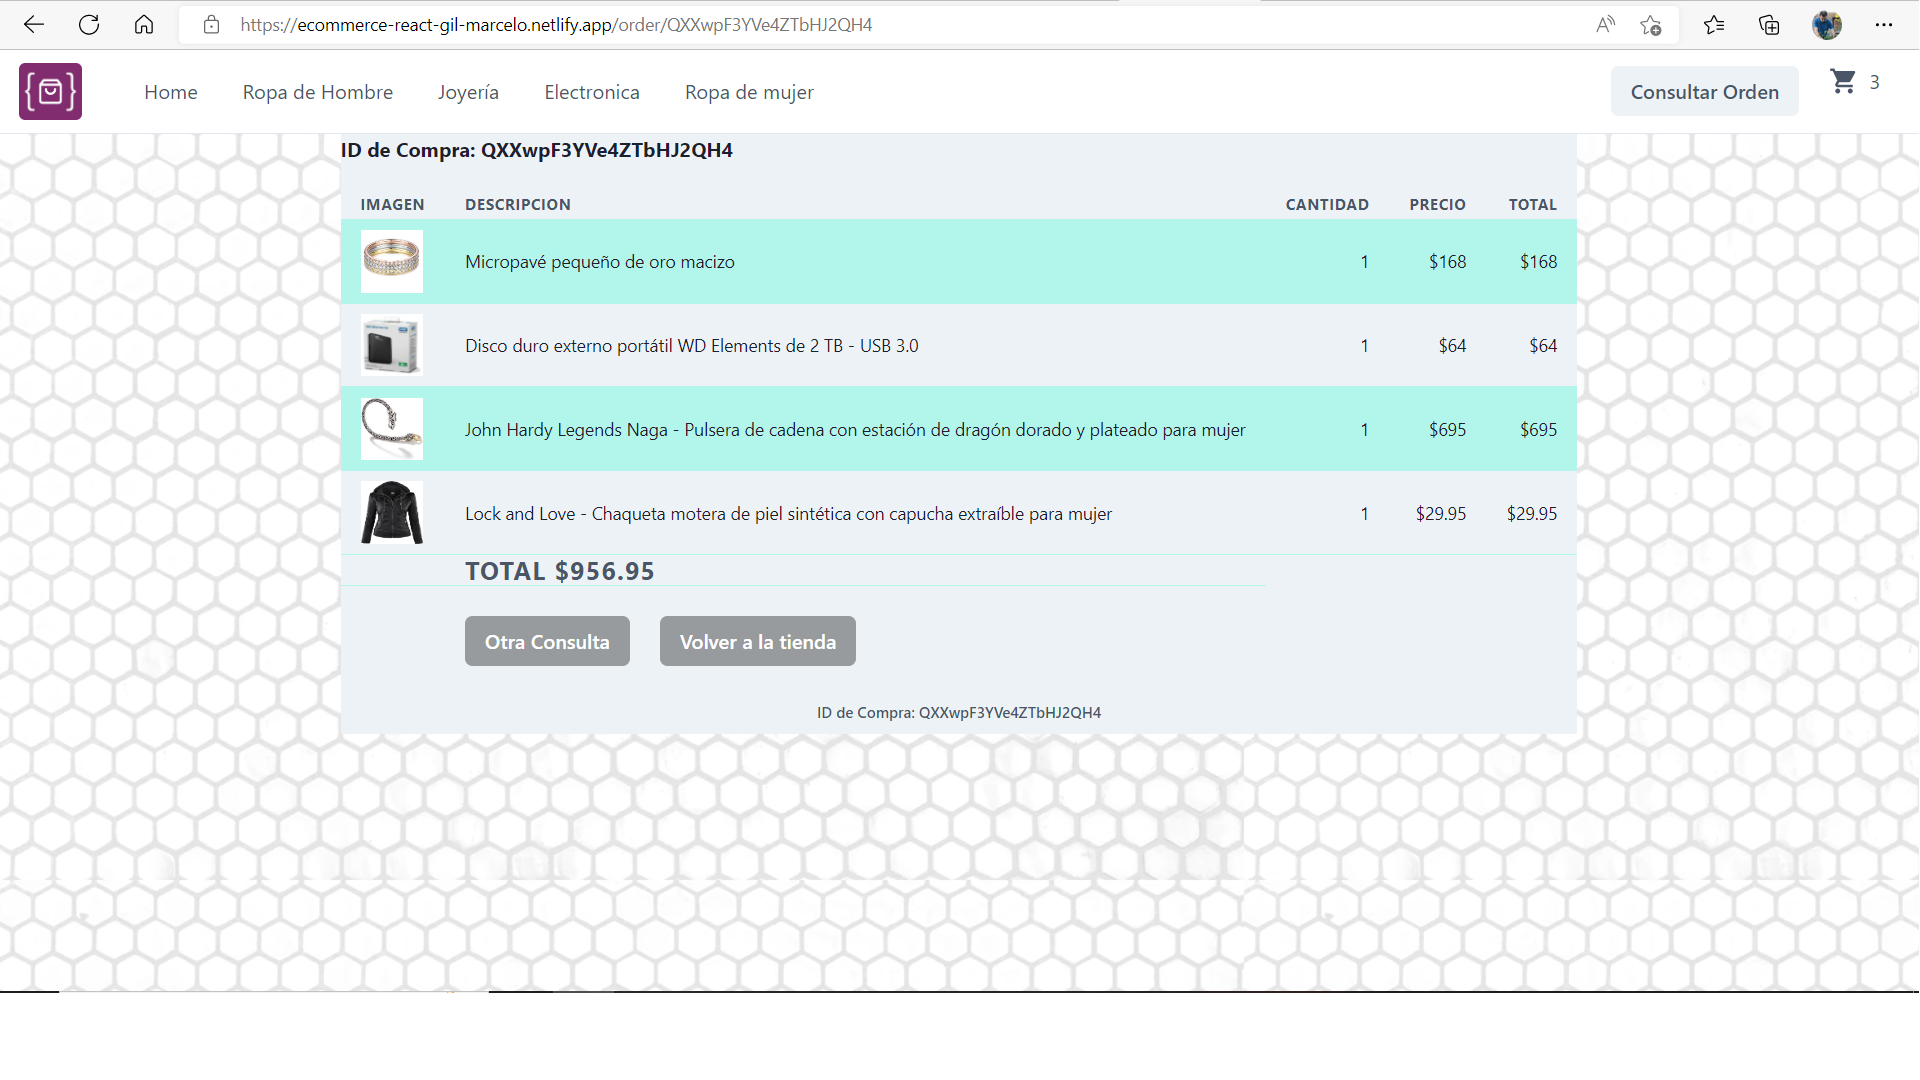 https://ecommerce-react-gil-marcelo.netlify.app/order/QXXwpF3YVe4ZTbHJ2QH4
Home Ropa de Hombre Joyería Electronica Ropa de mujer Consultar Orden 3
ID de Compra: QXXwpF3YVe4ZTbHJ2QH4
IMAGEN DESCRIPCION CANTIDAD PRECIO TOTAL
Micropavé pequeño de oro macizo 1 $168 $168
Disco duro externo portátil WD Elements de 2 TB - USB 3.0 1 $64 $64
John Hardy Legends Naga - Pulsera de cadena con estación de dragón dorado y plateado para mujer 1 $695 $695
Lock and Love - Chaqueta motera de piel sintética con capucha extraíble para mujer 1 $29.95 $29.95
TOTAL $956.95
Otra Consulta Volver a la tienda
ID de Compra: QXXwpF3YVe4ZTbHJ2QH4